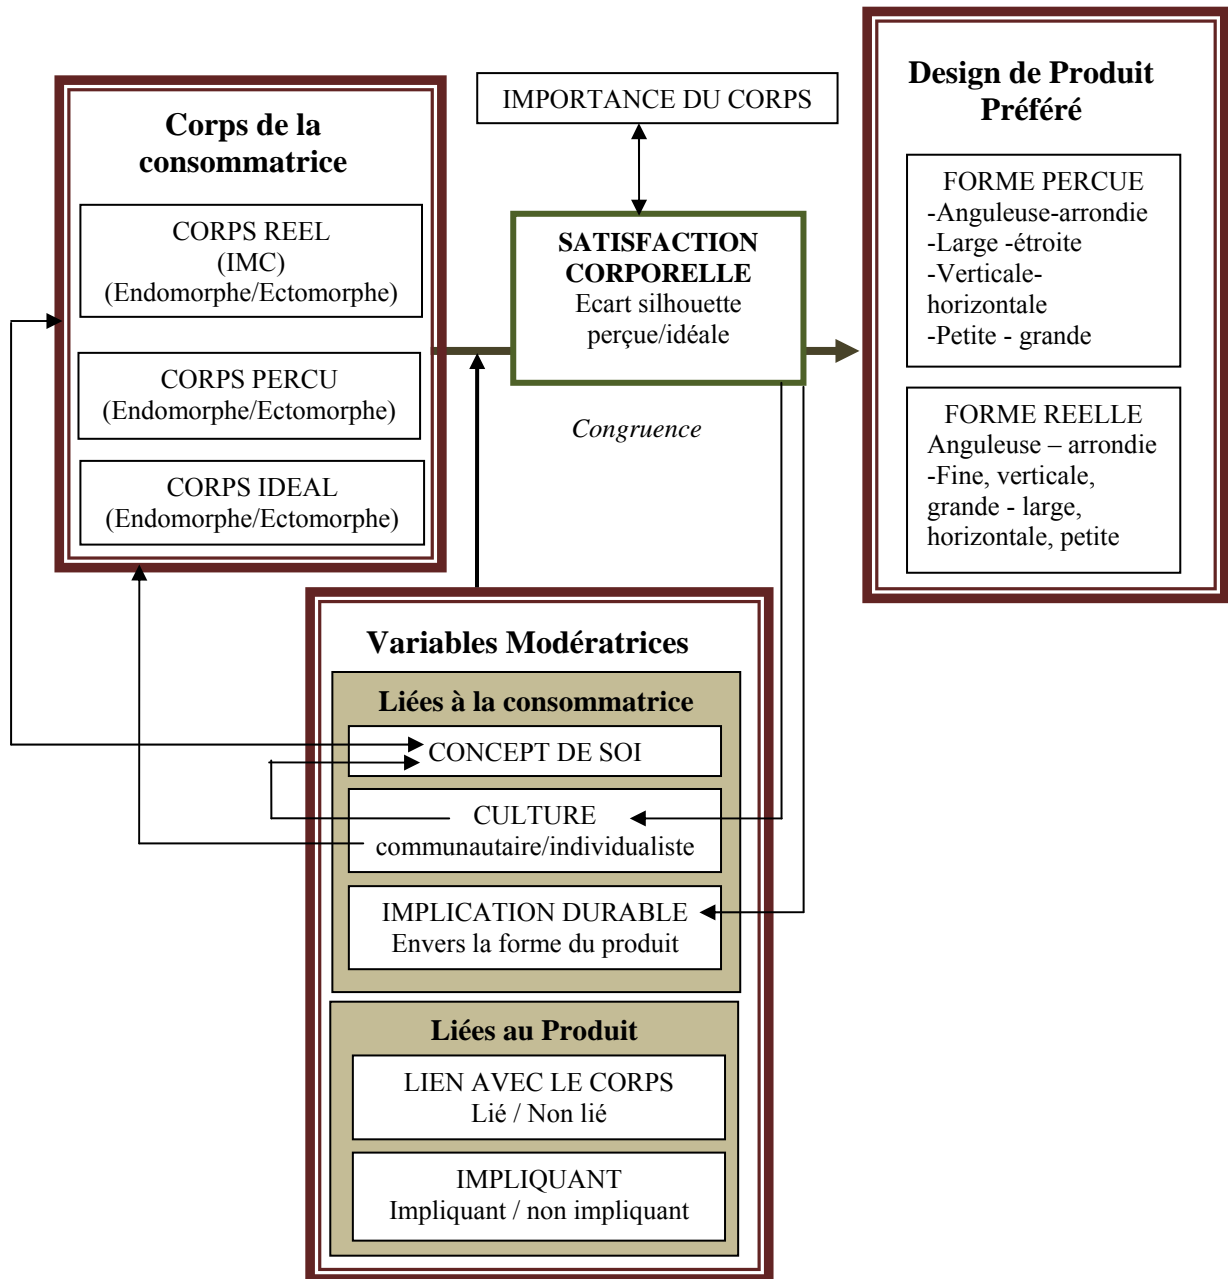 Corps de la
consommatrice
CORPS REEL
(IMC)
(Endomorphe/Ectomorphe)
CORPS PERCU
(Endomorphe/Ectomorphe)
CORPS IDEAL
(Endomorphe/Ectomorphe)
IMPORTANCE DU CORPS
SATISFACTION
CORPORELLE
Ecart silhouette
perçue/idéale
Congruence
Design de Produit
Préféré
FORME PERCUE
-Anguleuse-arrondie
-Large -étroite
-Verticale-
horizontale
-Petite - grande
FORME REELLE
Anguleuse – arrondie
-Fine, verticale,
grande - large,
horizontale, petite
Variables Modératrices
Liées à la consommatrice
CONCEPT DE SOI
CULTURE
communautaire/individualiste
IMPLICATION DURABLE
Envers la forme du produit
Liées au Produit
LIEN AVEC LE CORPS
Lié / Non lié
IMPLIQUANT
Impliquant / non impliquant